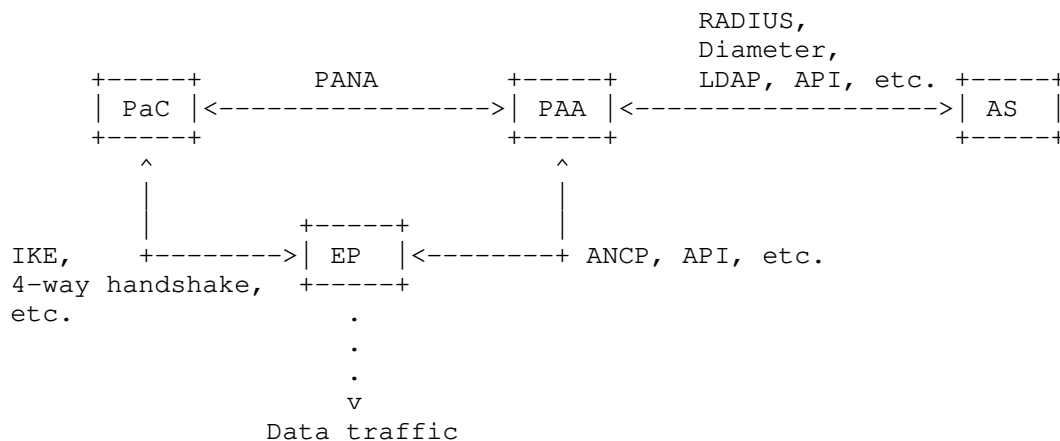 RADIUS,
                                                  Diameter,
      +-----+       PANA        +-----+           LDAP, API, etc. +-----+
      | PaC |<----------------->| PAA |<------------------------->| AS  |
      +-----+                   +-----+                           +-----+
         ^                         ^
         |                         |
         |         +-----+         |
IKE,     +-------->| EP  |<--------+ ANCP, API, etc.
4-way handshake,   +-----+
etc.                  .
                      .
                      .
                      v
                 Data traffic